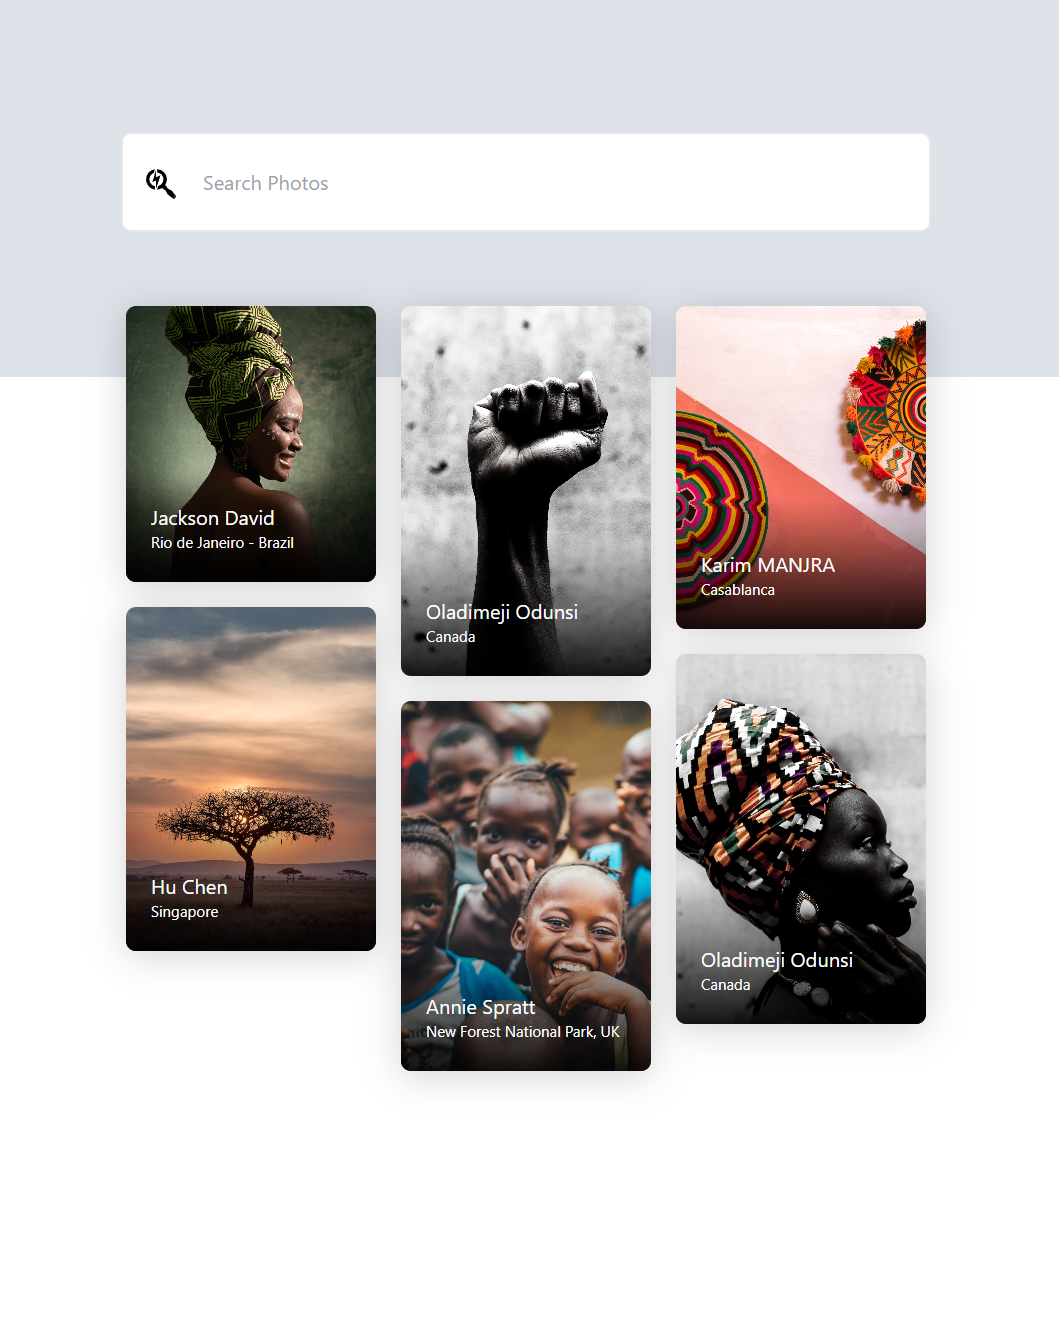 Search Photos
Jackson David
Rio de Janeiro - Brazil
Oladimeji Odunsi
Canada
Karim MANJRA
Casablanca
Hu Chen
Singapore
Annie Spratt
New Forest National Park, UK
Oladimeji Odunsi
Canada